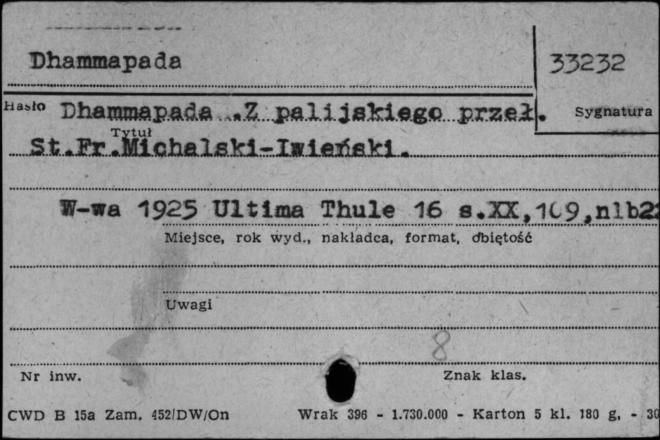 Dhammapada
33232
Hasło Dhammapada .Z palijskiego przeł.
Sygnatura
Tytuł
St.Fr.Michalski-Iwieński.
W-wa 1925 Ultima Thule 16 s.XX,109,nlb22
Miejsce, rok wyd., nakładca, format, obiętość
Uwagi
8
Nr inw. Znak klas.
CWD B 15a Zam. 452/DW/On Wrak 396 - 1.730.000 - Karton 5 kl. 180 g, - 30